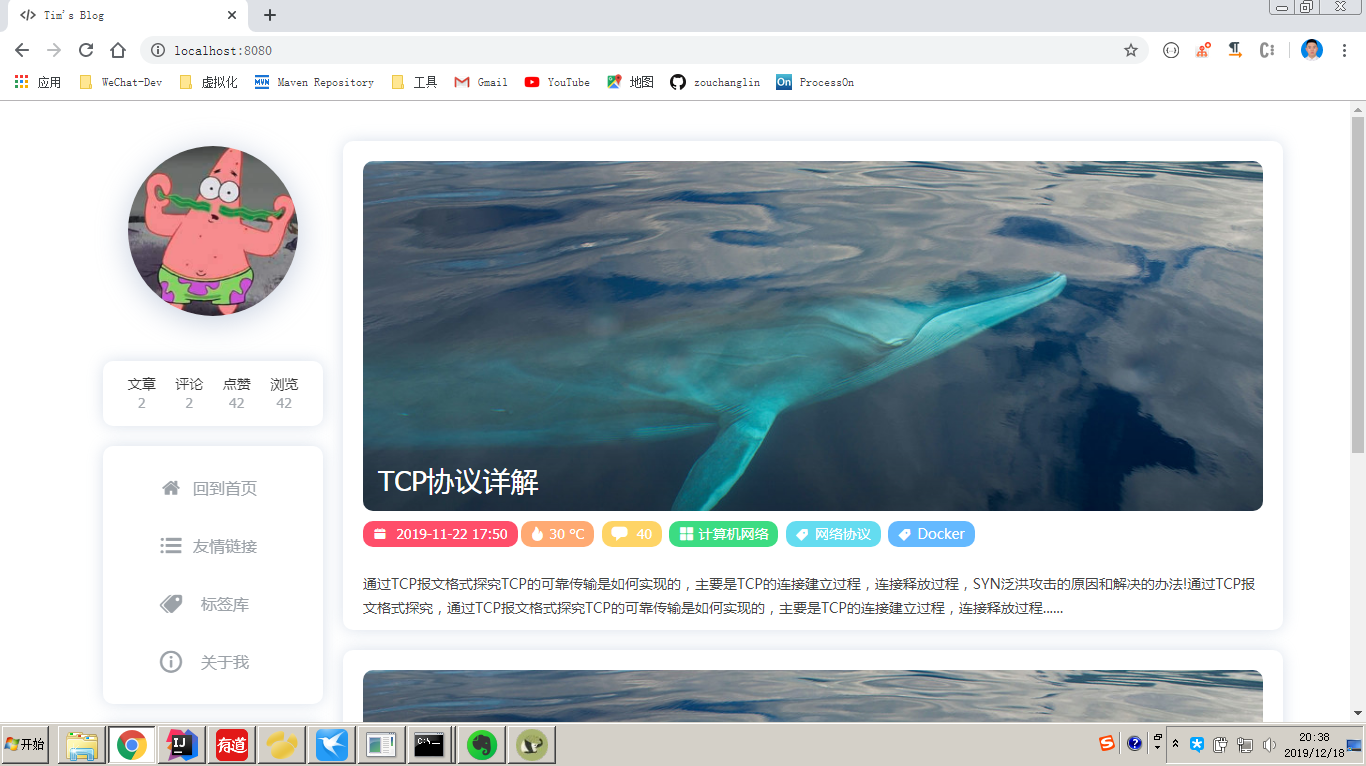 Tim's Blog
localhost:8080
应用 WeChat-Dev 虚拟化 MVN Maven Repository 工具 Gmail YouTube 地图 zouchanglin On ProcessOn
文章 评论 点赞 浏览
2 2 42 42
回到首页
友情链接
标签库
关于我
TCP协议详解
2019-11-22 17:50 30 ℃ 40 计算机网络 网络协议 Docker
通过TCP报文格式探究TCP的可靠传输是如何实现的，主要是TCP的连接建立过程，连接释放过程，SYN泛洪攻击的原因和解决的办法!通过TCP报
文格式探究，通过TCP报文格式探究TCP的可靠传输是如何实现的，主要是TCP的连接建立过程，连接释放过程......
开始 IJ 有道 C:\. S 20:38
2019/12/18